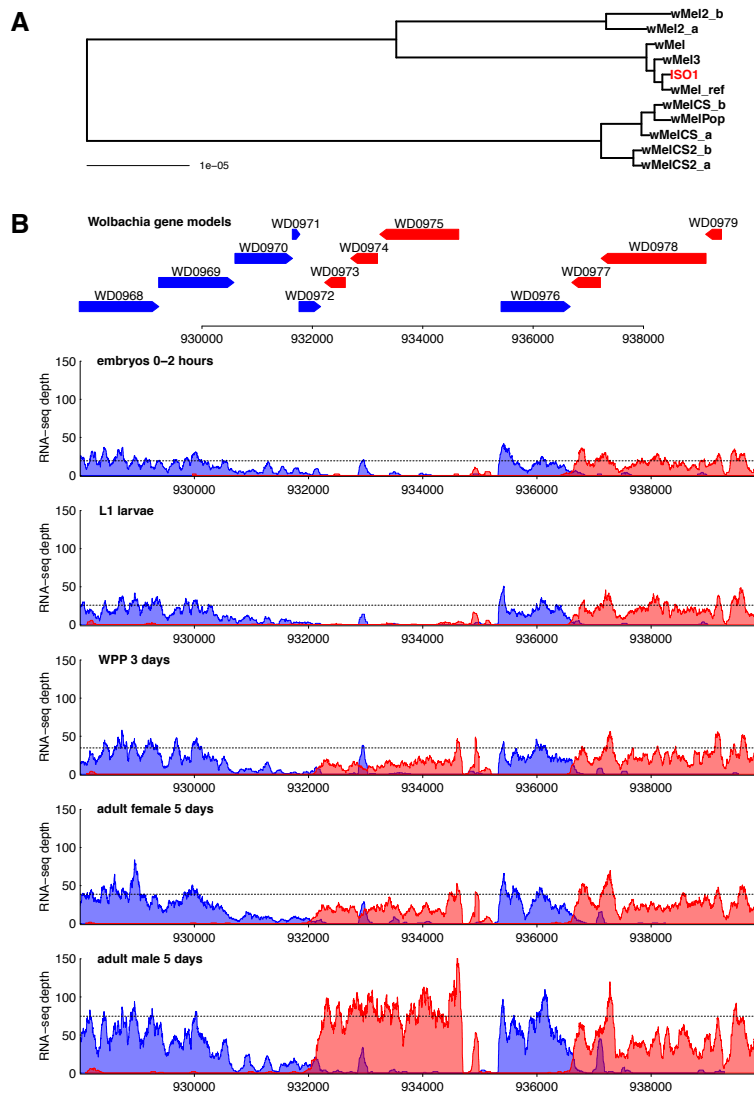 A
wMel2_b
wMel2_a
wMel
wMel3
ISO1
wMel_ref
wMelCS_b
wMelPop
wMelCS_a
wMelCS2_b
wMelCS2_a
1e-05
B
Wolbachia gene models
WD0971
WD0975
WD0979
WD0970
WD0974
WD0978
WD0969
WD0973
WD0977
WD0968
WD0972
WD0976
930000 932000 934000 936000 938000
embryos 0−2 hours
RNA−seq depth
150
100
50
0
930000 932000 934000 936000 938000
L1 larvae
RNA−seq depth
150
100
50
0
930000 932000 934000 936000 938000
WPP 3 days
RNA−seq depth
150
100
50
0
930000 932000 934000 936000 938000
adult female 5 days
RNA−seq depth
150
100
50
0
930000 932000 934000 936000 938000
adult male 5 days
RNA−seq depth
150
100
50
0
930000 932000 934000 936000 938000